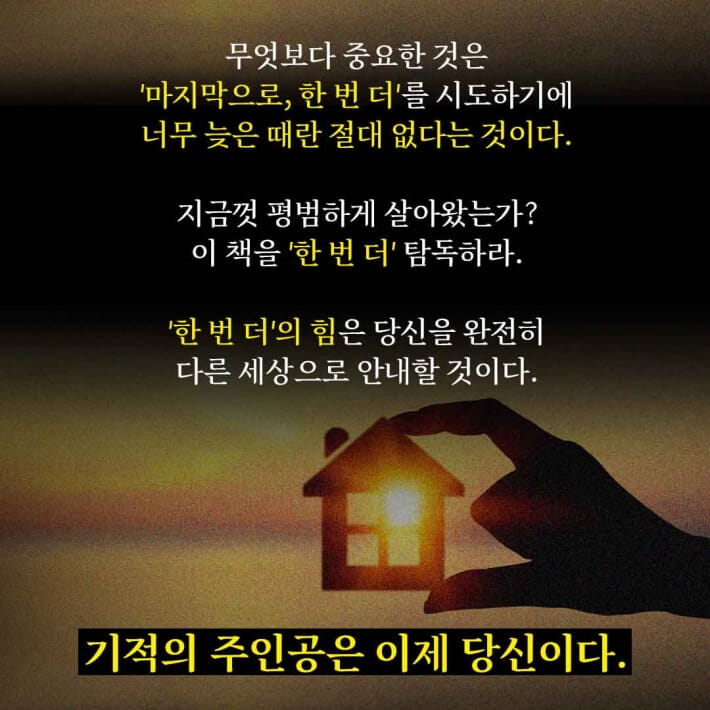 무엇보다 중요한 것은
'마지막으로, 한 번 더'를 시도하기에
너무 늦은 때란 절대 없다는 것이다.
지금껏 평범하게 살아왔는가?
이 책을 '한 번 더' 탐독하라.
'한 번 더'의 힘은 당신을 완전히
다른 세상으로 안내할 것이다.
기적의 주인공은 이제 당신이다.